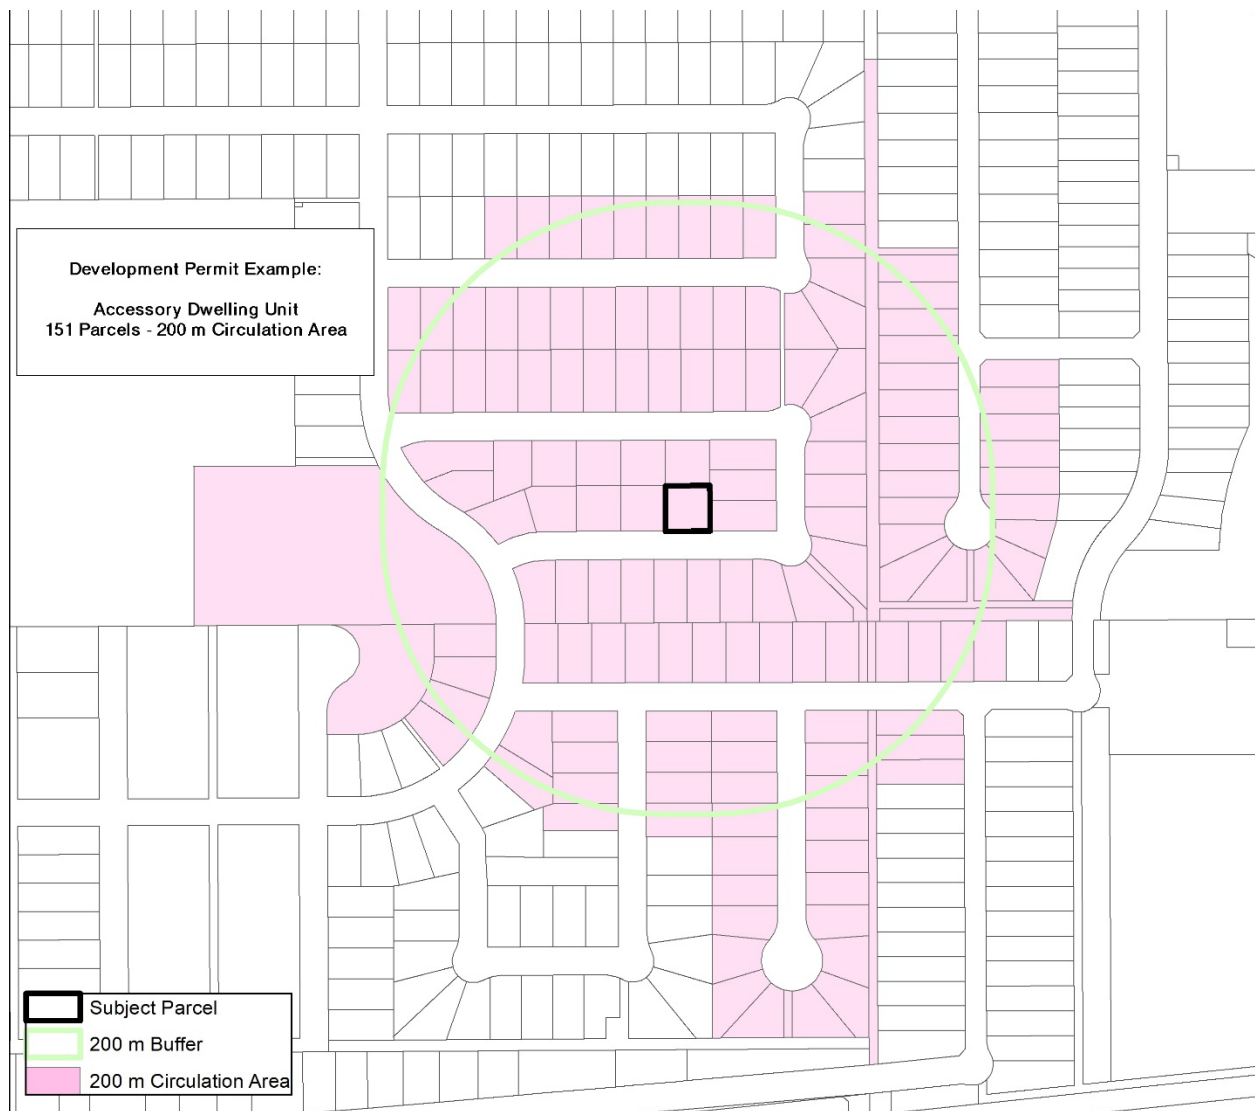 Development Permit Example:
Accessory Dwelling Unit
151 Parcels - 200 m Circulation Area
Subject Parcel
200 m Buffer
200 m Circulation Area